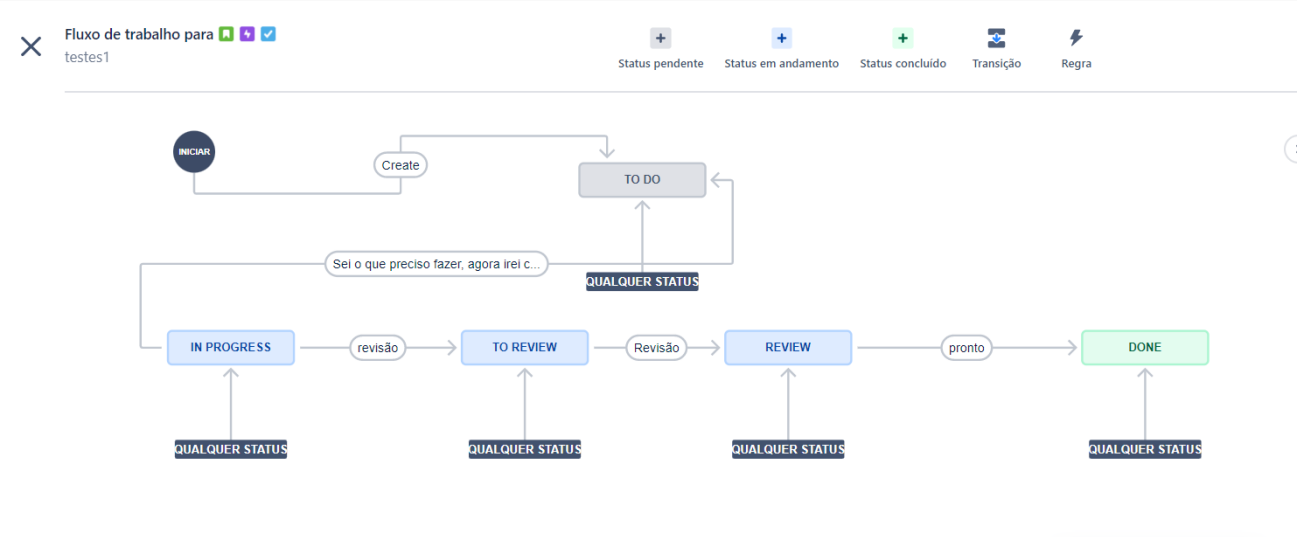 Fluxo de trabalho para
testes1
Status pendente
Status em andamento
Status concluído
Transição
Regra
INICIAR
Create
TO DO
Sei o que preciso fazer, agora irei c...
QUALQUER STATUS
IN PROGRESS
revisão
TO REVIEW
Revisão
REVIEW
pronto
DONE
QUALQUER STATUS
QUALQUER STATUS
QUALQUER STATUS
QUALQUER STATUS